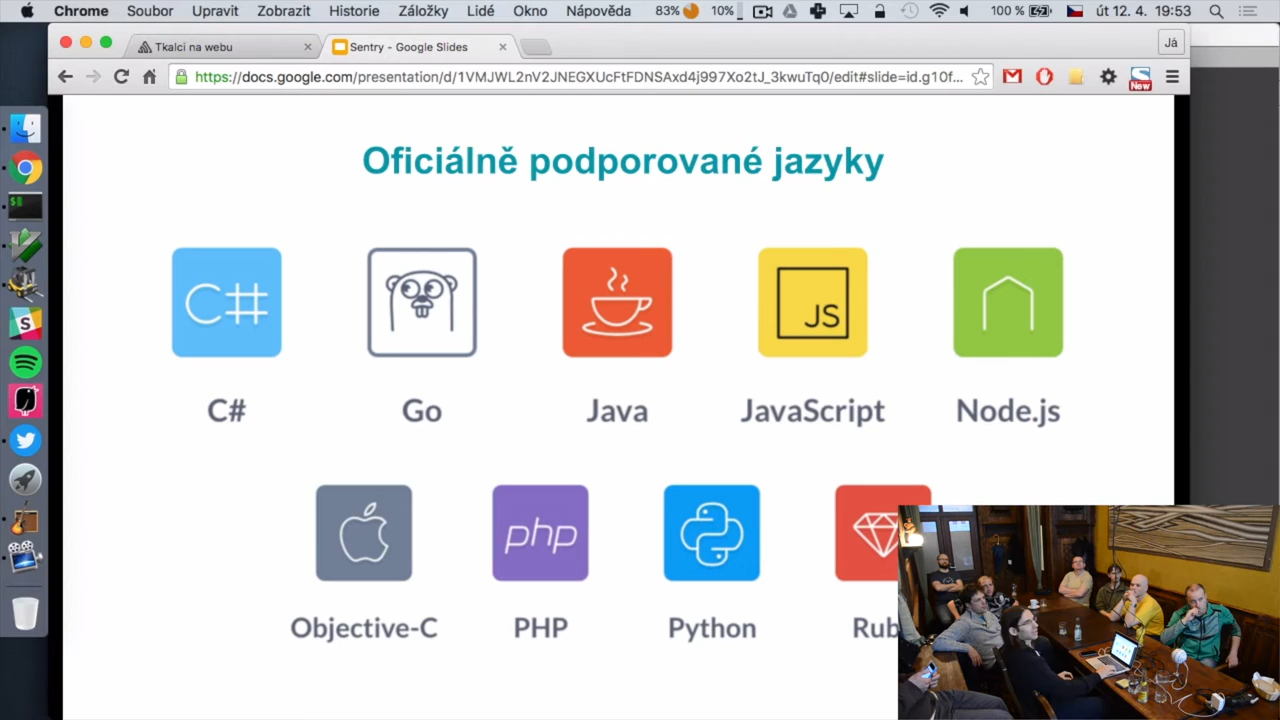 Chrome Soubor Upravit Zobrazit Historie Záložky Lidé Okno Nápověda 83% 10% 100 % út 12. 4. 19:53
Tkalci na webu
Sentry - Google Slides
Já
https://docs.google.com/presentation/d/1VMJWL2nV2JNEGXUcFtFDNSAxd4j997Xo2tJ_3kwuTq0/edit#slide=id.g10f...
New
Oficiálně podporované jazyky
C#
JS
C# Go Java JavaScript Node.js
php
Objective-C PHP Python Rub